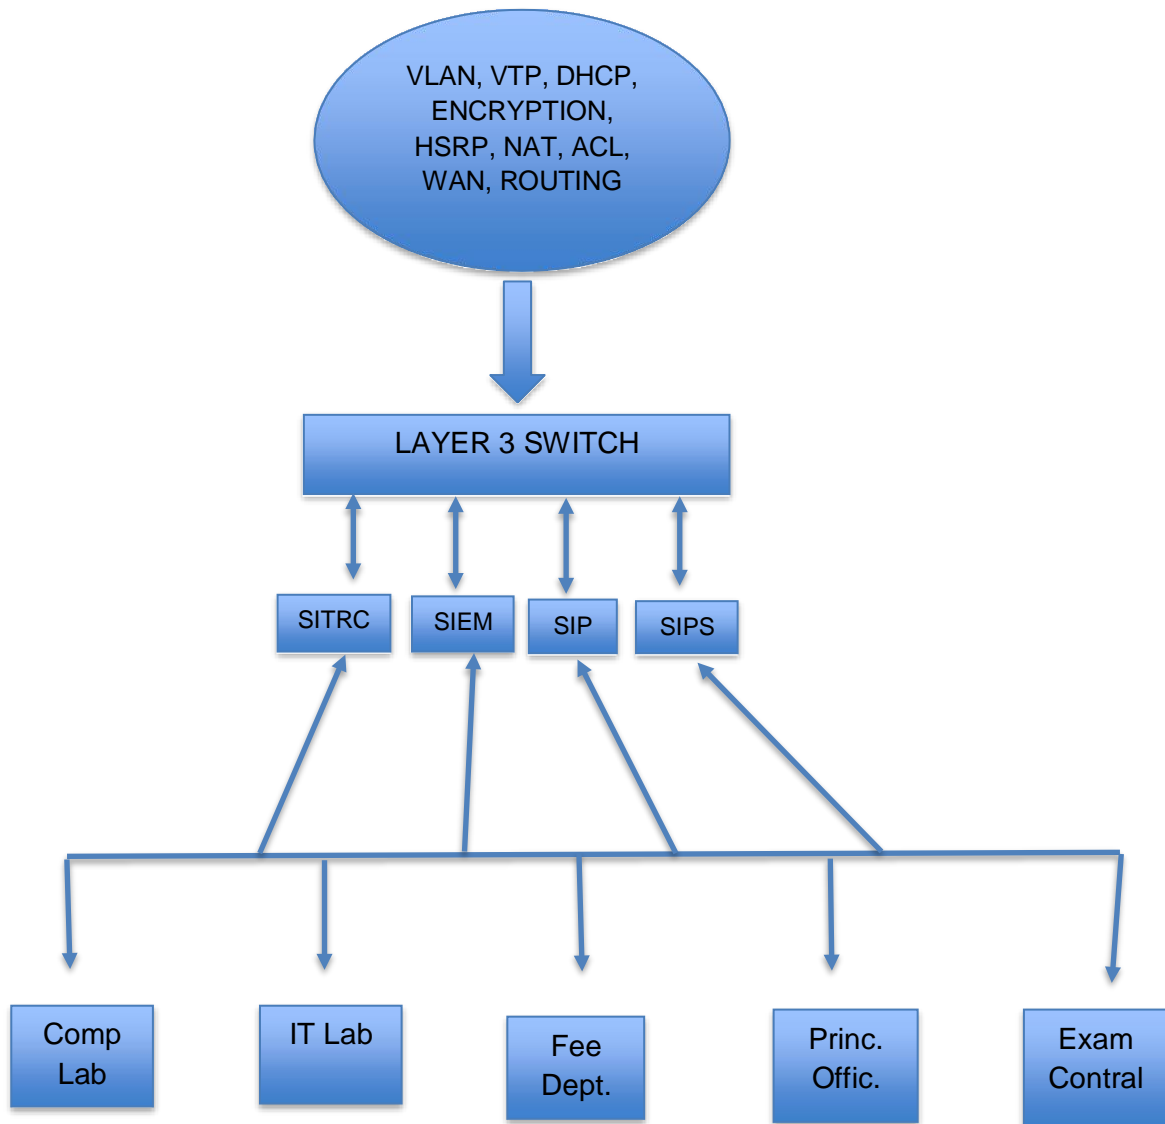 VLAN, VTP, DHCP,
ENCRYPTION,
HSRP, NAT, ACL,
WAN, ROUTING
LAYER 3 SWITCH
SITRC
SIEM
SIP
SIPS
Comp
Lab
IT Lab
Fee
Dept.
Princ.
Offic.
Exam
Contral